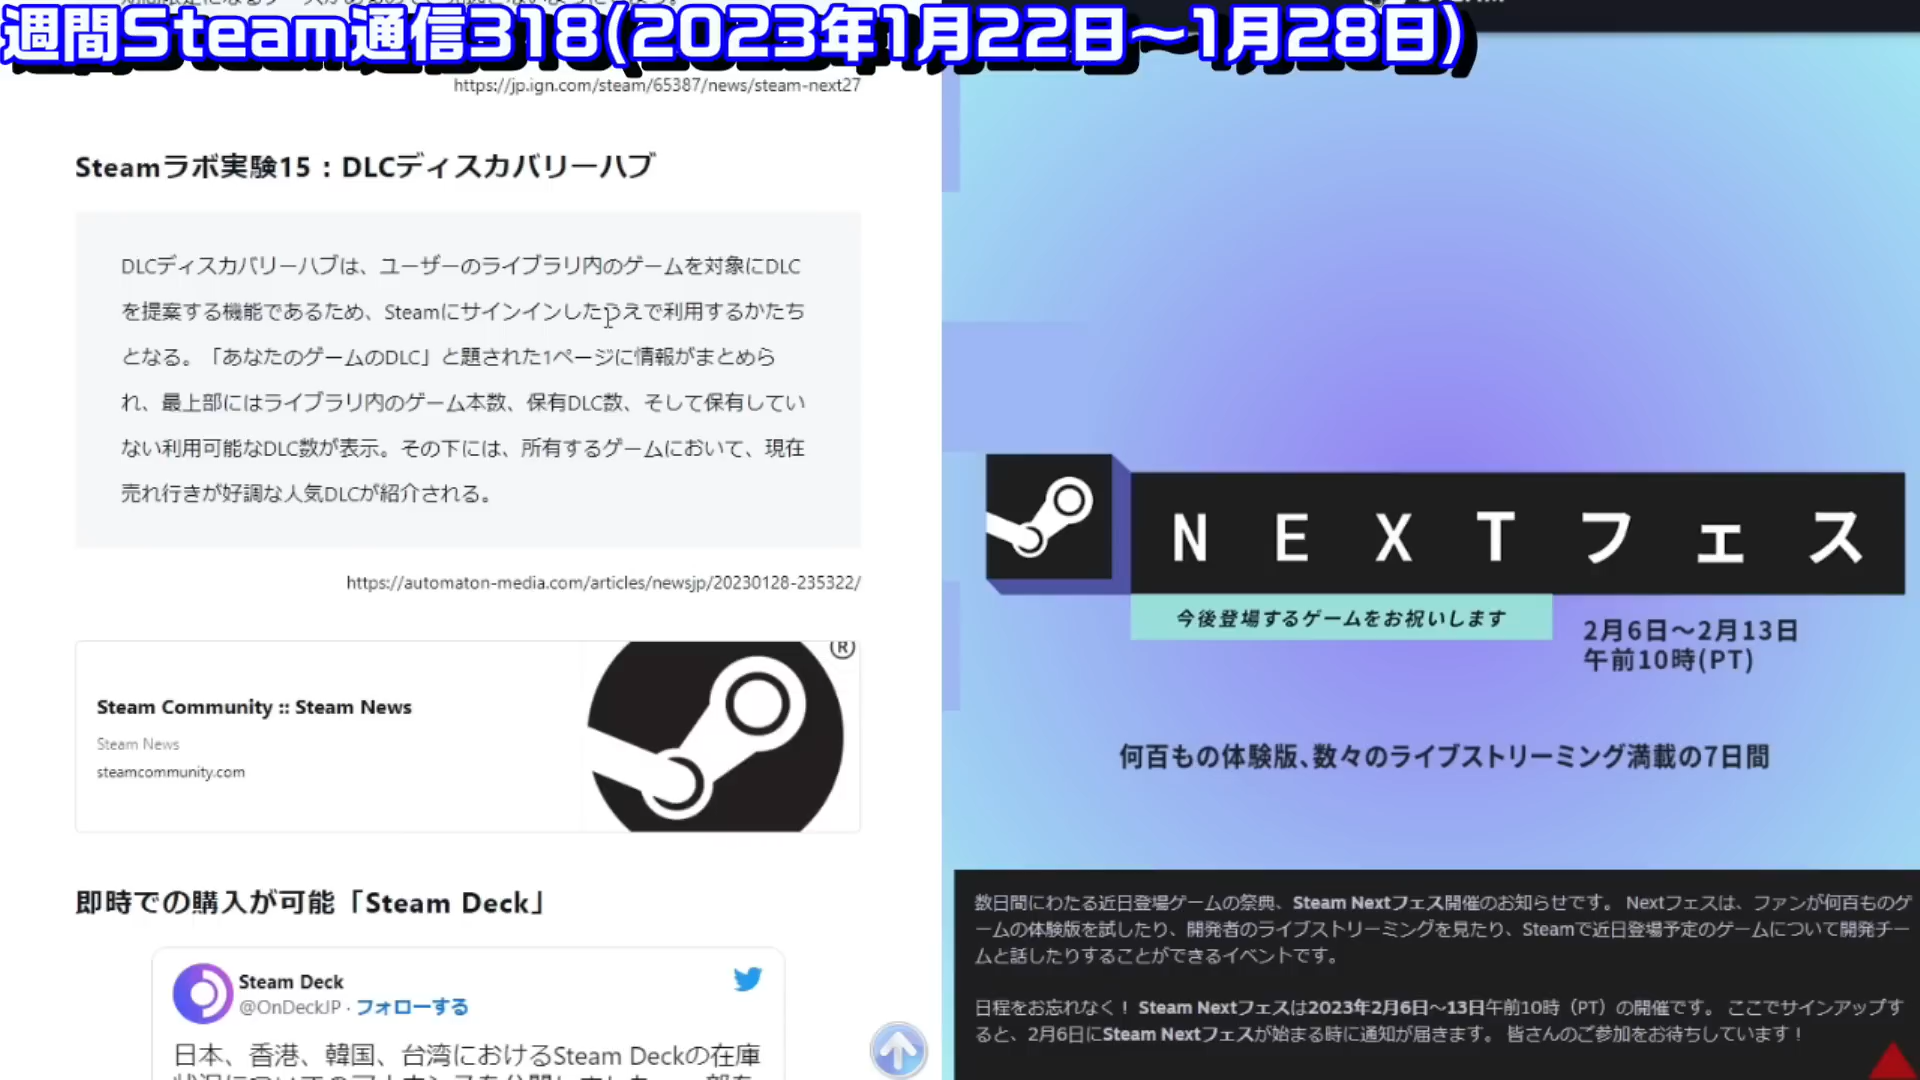 週間Steam通信318(2023年1月22日～1月28日)
https://jp.ign.com/steam/65387/news/steam-next27
Steamラボ実験15：DLCディスカバリーハブ
DLCディスカバリーハブは、ユーザーのライブラリ内のゲームを対象にDLC
を提案する機能であるため、Steamにサインインしたうえで利用するかたち
となる。「あなたのゲームのDLC」と題された1ページに情報がまとめら
れ、最上部にはライブラリ内のゲーム本数、保有DLC数、そして保有してい
ない利用可能なDLC数が表示。その下には、所有するゲームにおいて、現在
売れ行きが好調な人気DLCが紹介される。
https://automaton-media.com/articles/newsjp/20230128-235322/
Steam Community :: Steam News
Steam News
steamcommunity.com
®
即時での購入が可能「Steam Deck」
Steam Deck
@OnDeckJP · フォローする
日本、香港、韓国、台湾におけるSteam Deckの在庫
NEXTフェス
今後登場するゲームをお祝いします
2月6日～2月13日
午前10時(PT)
何百もの体験版、数々のライブストリーミング満載の7日間
数日間にわたる近日登場ゲームの祭典、Steam Nextフェス開催のお知らせです。 Nextフェスは、ファンが何百ものゲ
ームの体験版を試したり、開発者のライブストリーミングを見たり、Steamで近日登場予定のゲームについて開発チー
ムと話したりすることができるイベントです。
日程をお忘れなく！ Steam Nextフェスは2023年2月6日～13日午前10時（PT）の開催です。 ここでサインアップす
ると、2月6日にSteam Nextフェスが始まる時に通知が届きます。 皆さんのご参加をお待ちしています！